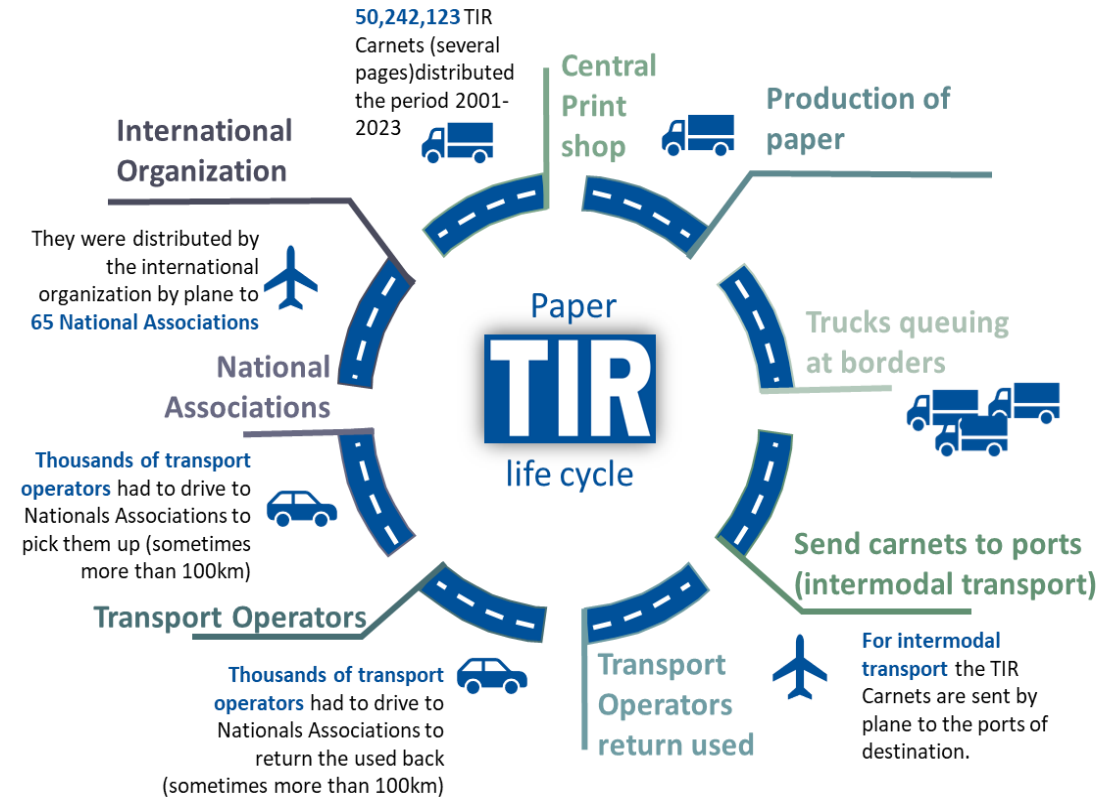 50,242,123 TIR
Carnets (several
pages)distributed
the period 2001-
2023
Central
Print
shop
Production of
paper
International
Organization
They were distributed by
the international
organization by plane to
65 National Associations
Paper
TIR
life cycle
Trucks queuing
at borders
National
Associations
Thousands of transport
operators had to drive to
Nationals Associations to
pick them up (sometimes
more than 100km)
Send carnets to ports
(intermodal transport)
For intermodal
transport the TIR
Carnets are sent by
plane to the ports of
destination.
Transport Operators
Thousands of transport
operators had to drive to
Nationals Associations to
return the used back
(sometimes more than 100km)
Transport
Operators
return used